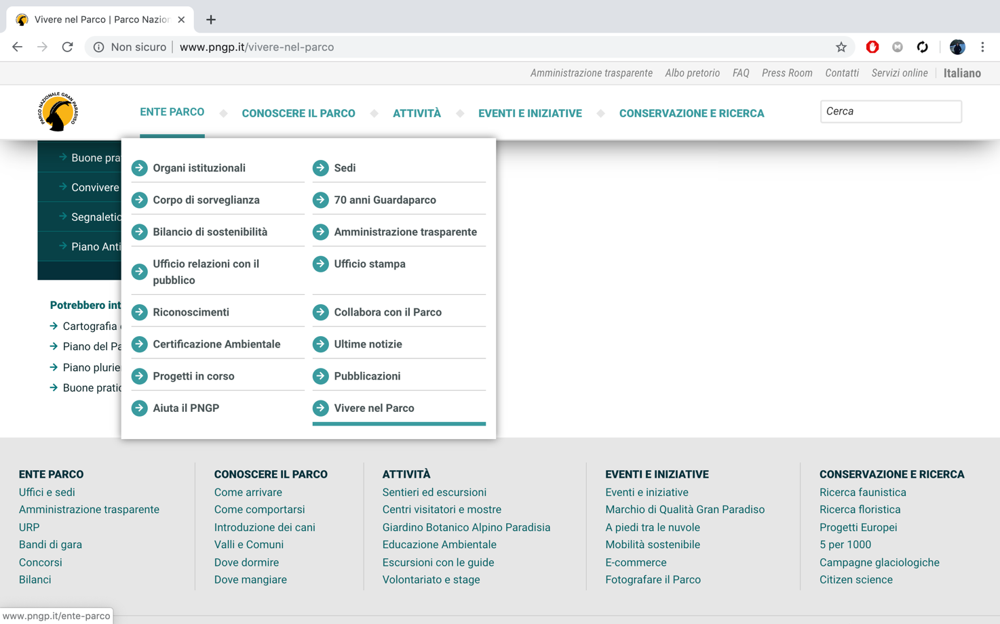 Vivere nel Parco | Parco Nazion
Non sicuro | www.pngp.it/vivere-nel-parco
Amministrazione trasparente Albo pretorio FAQ Press Room Contatti Servizi online Italiano
PARCO NAZIONALE GRAN PARADISO
ENTE PARCO CONOSCERE IL PARCO ATTIVITÀ EVENTI E INIZIATIVE CONSERVAZIONE E RICERCA
Cerca
Buone pra
Convivere
Segnaletic
Piano Anti
Potrebbero int
Cartografia
Piano del Pa
Piano plurie
Buone pratic
Organi istituzionali
Sedi
Corpo di sorveglianza
70 anni Guardaparco
Bilancio di sostenibilità
Amministrazione trasparente
Ufficio relazioni con il
pubblico
Ufficio stampa
Riconoscimenti
Collabora con il Parco
Certificazione Ambientale
Ultime notizie
Progetti in corso
Pubblicazioni
Aiuta il PNGP
Vivere nel Parco
ENTE PARCO
Uffici e sedi
Amministrazione trasparente
URP
Bandi di gara
Concorsi
Bilanci
CONOSCERE IL PARCO
Come arrivare
Come comportarsi
Introduzione dei cani
Valli e Comuni
Dove dormire
Dove mangiare
ATTIVITÀ
Sentieri ed escursioni
Centri visitatori e mostre
Giardino Botanico Alpino Paradisia
Educazione Ambientale
Escursioni con le guide
Volontariato e stage
EVENTI E INIZIATIVE
Eventi e iniziative
Marchio di Qualità Gran Paradiso
A piedi tra le nuvole
Mobilità sostenibile
E-commerce
Fotografare il Parco
CONSERVAZIONE E RICERCA
Ricerca faunistica
Ricerca floristica
Progetti Europei
5 per 1000
Campagne glaciologiche
Citizen science
www.pngp.it/ente-parco